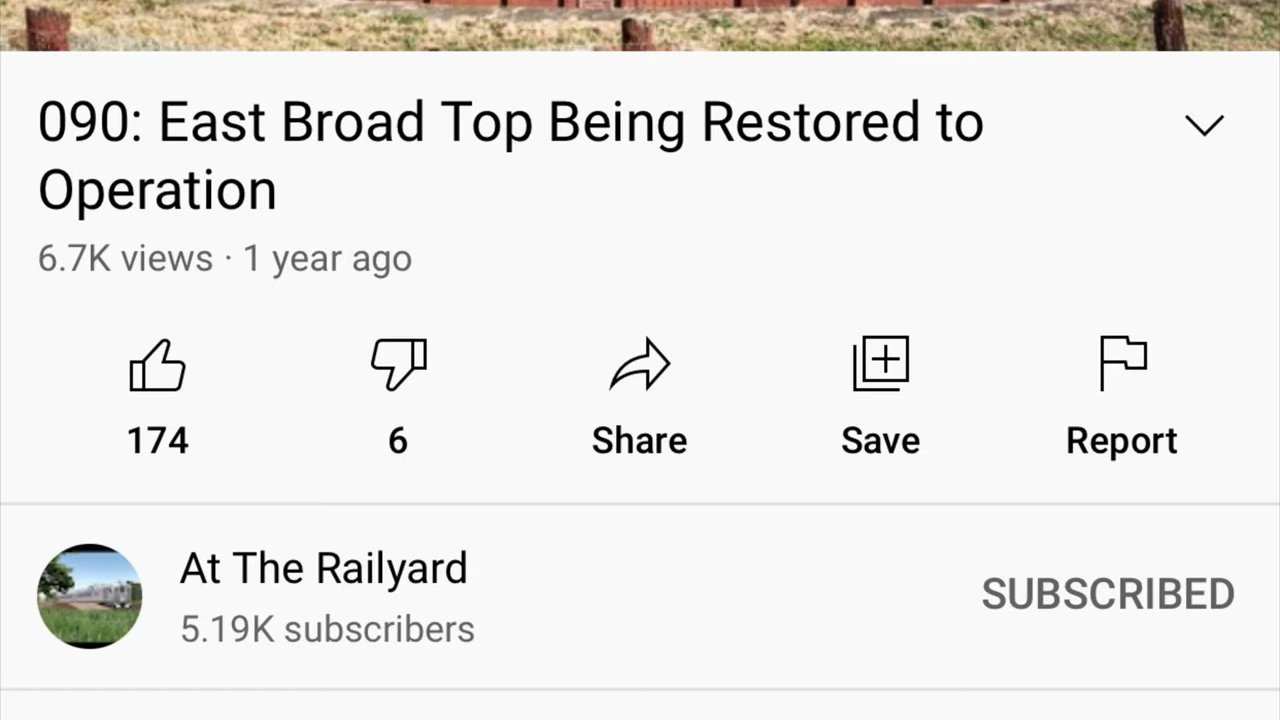 090: East Broad Top Being Restored to
Operation
6.7K views · 1 year ago
174
6
Share
Save
Report
At The Railyard
5.19K subscribers
SUBSCRIBED